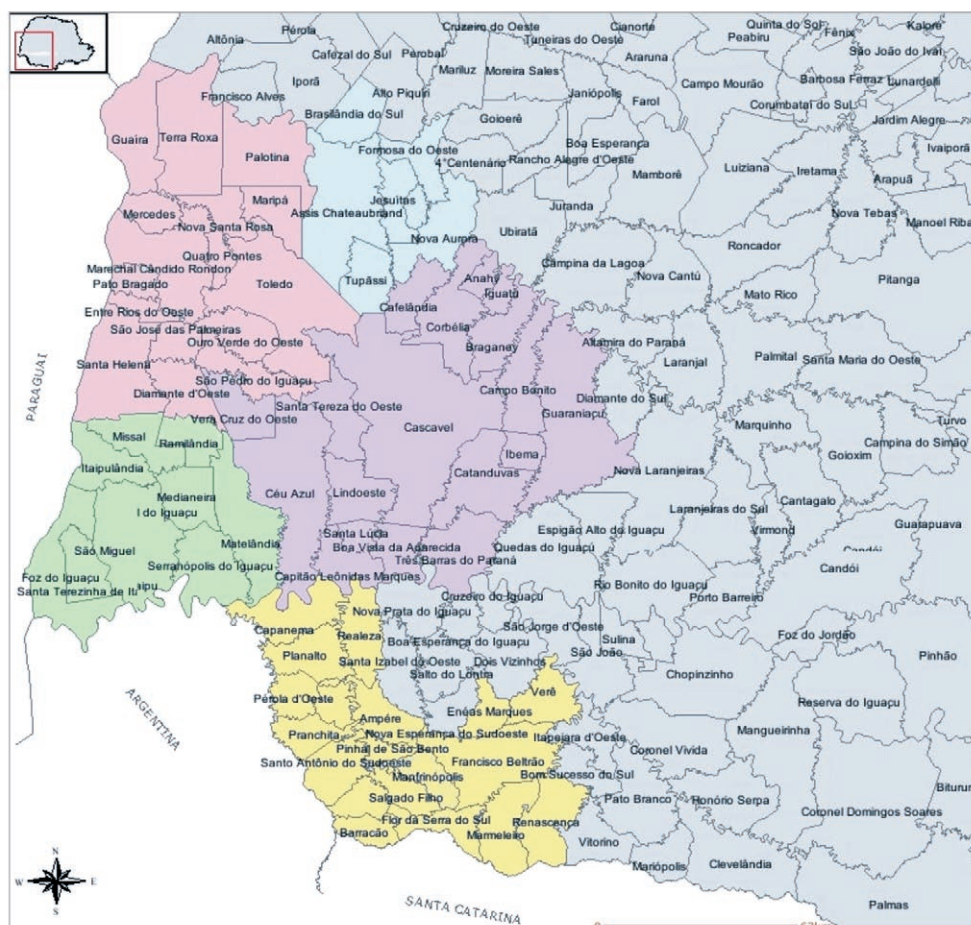 Altônia
Pérola
Cafezal do Sul
Perobal
Cruzeiro do Oeste
Tuneiras do Oeste
Cianorte
Araruna
Peabiru
Quinta do Sol
Fênix
Kaloré
São João do Ivaí
Iporã
Francisco Alves
Alto Piquiri
Brasilândia do Sul
Mariluz
Moreira Sales
Janiópolis
Farol
Campo Mourão
Barbosa Ferraz
Lunardelli
Corumbataí do Sul
Jardim Alegre
Goioerê
Guaíra
Terra Roxa
Palotina
Formosa do Oeste
4°Centenário
Rancho Alegre d'Oeste
Boa Esperança
Mamborê
Luiziana
Iretama
Ivaiporã
Arapuã
Mercedes
Maripá
Nova Santa Rosa
Assis Chateaubriand
Jesuítas
Juranda
Nova Tebas
Manoel Riba
Quatro Pontes
Nova Aurora
Ubiratã
Roncador
Marechal Cândido Rondon
Pato Bragado
Toledo
Tupãssi
Anahy
Iguatu
Campina da Lagoa
Nova Cantú
Mato Rico
Pitanga
Entre Rios do Oeste
São José das Palmeiras
Ouro Verde do Oeste
Cafelândia
Corbélia
Braganey
Altamira do Paraná
Laranjal
Palmital
Santa Maria do Oeste
PARAGUAI
Santa Helena
São Pedro do Iguaçu
Diamante d'Oeste
Vera Cruz do Oeste
Santa Tereza do Oeste
Cascavel
Campo Bonito
Guaraniaçu
Diamante do Sul
Marquinho
Turvo
Campina do Simão
Goioxim
Missal
Ramilândia
Itaipulândia
Ibema
Catanduvas
Nova Laranjeiras
Medianeira
l do Iguaçu
Céu Azul
Lindoeste
Laranjeiras do Sul
Cantagalo
Virmond
Guarapuava
São Miguel
Matelândia
Santa Lúcia
Boa Vista da Aparecida
Espigão Alto do Iguaçu
Quedas do Iguaçú
Candói
Candói
Serranópolis do Iguaçu
Três Barras do Paraná
Foz do Iguaçu
Santa Terezinha de It
aipu
Capitão Leônidas Marques
Cruzeiro do Iguaçu
Rio Bonito do Iguaçu
Porto Barreiro
Nova Prata do Iguaçu
São Jorge d'Oeste
Capanema
Realeza
Boa Esperança do Iguaçu
Sulina
São João
Foz do Jordão
Pinhão
Planalto
Santa Izabel do Oeste
Dois Vizinhos
Salto do Lontra
Chopinzinho
ARGENTINA
Pérola d'Oeste
Verê
Enéas Marques
Reserva do Iguaçu
Ampére
Pranchita
Nova Esperança do Sudoeste
Itapejara d'Oeste
Mangueirinha
Pinhal de São Bento
Coronel Vivida
Santo Antônio do Sudoeste
Francisco Beltrão
Manfrinópolis
Bom Sucesso do Sul
Biturun
Salgado Filho
Pato Branco
Honório Serpa
Coronel Domingos Soares
Flor da Serra do Sul
Renascença
Barracão
Marmeleiro
Vitorino
Mariópolis
Clevelândia
N
W E
S
SANTA CATARINA
Palmas